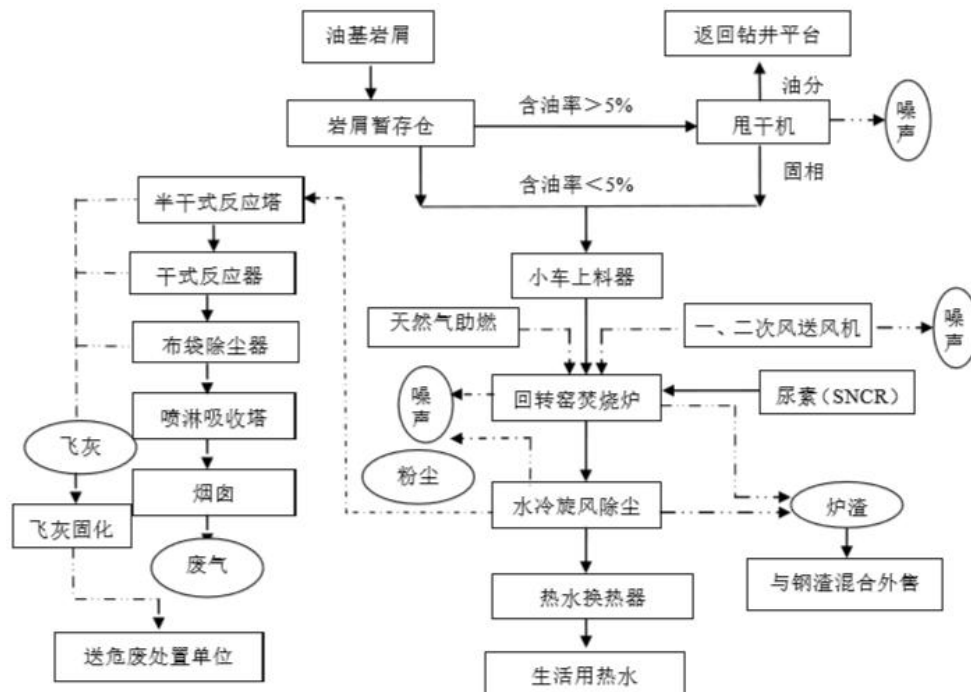 油基岩屑
返回钻井平台
油分
含油率＞5%
岩屑暂存仓
甩干机
噪声
固相
含油率＜5%
半干式反应塔
干式反应器
小车上料器
天然气助燃
一、二次风送风机
噪声
布袋除尘器
噪声
回转窑焚烧炉
尿素（SNCR）
喷淋吸收塔
飞灰
粉尘
烟囱
水冷旋风除尘
炉渣
飞灰固化
废气
热水换热器
与钢渣混合外售
送危废处置单位
生活用热水